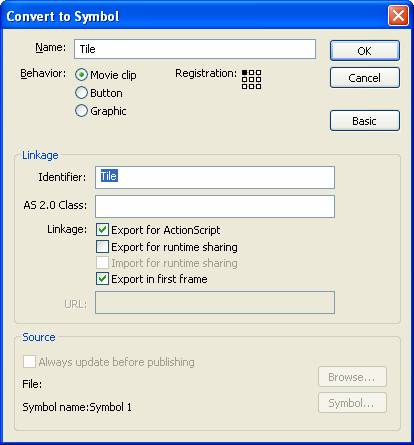 Convert to Symbol
Name: Tile OK
Behavior: Movie clip Registration: Cancel
Button
Graphic
Basic
Linkage
Identifier: Tile
AS 2.0 Class:
Linkage: Export for ActionScript
Export for runtime sharing
Import for runtime sharing
Export in first frame
URL:
Source
Always update before publishing
File: Browse...
Symbol name:Symbol 1 Symbol...